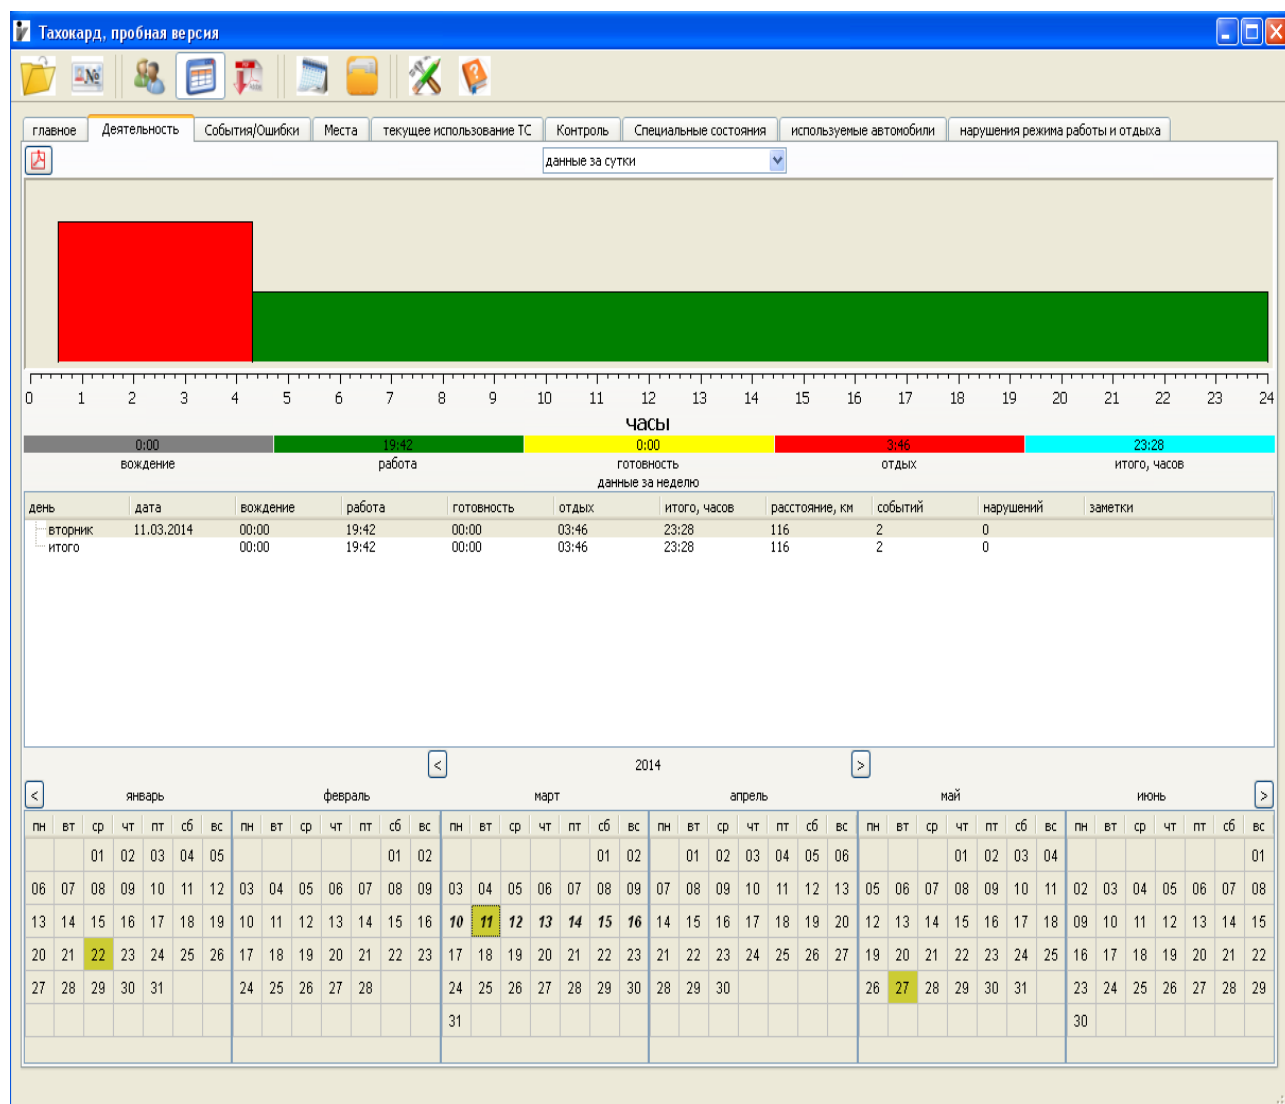 Тахокард, пробная версия
№
главное Деятельность События/Ошибки Места текущее использование ТС Контроль Специальные состояния используемые автомобили нарушения режима работы и отдыха
данные за сутки
0 1 2 3 4 5 6 7 8 9 10 11 12 13 14 15 16 17 18 19 20 21 22 23 24
часы
0:00 19:42 0:00 3:46 23:28
вождение работа готовность отдых итого, часов
данные за неделю
день дата вождение работа готовность отдых итого, часов расстояние, км событий нарушений заметки
вторник 11.03.2014 00:00 19:42 00:00 03:46 23:28 116 2 0
итого 00:00 19:42 00:00 03:46 23:28 116 2 0
< 2014 >
< январь февраль март апрель май июнь >
пн вт ср чт пт сб вс пн вт ср чт пт сб вс пн вт ср чт пт сб вс пн вт ср чт пт сб вс пн вт ср чт пт сб вс пн вт ср чт пт сб вс
01 02 03 04 05 01 02 01 02 01 02 03 04 05 06 01 02 03 04 01
06 07 08 09 10 11 12 03 04 05 06 07 08 09 03 04 05 06 07 08 09 07 08 09 10 11 12 13 05 06 07 08 09 10 11 02 03 04 05 06 07 08
13 14 15 16 17 18 19 10 11 12 13 14 15 16 10 11 12 13 14 15 16 14 15 16 17 18 19 20 12 13 14 15 16 17 18 09 10 11 12 13 14 15
20 21 22 23 24 25 26 17 18 19 20 21 22 23 17 18 19 20 21 22 23 21 22 23 24 25 26 27 19 20 21 22 23 24 25 16 17 18 19 20 21 22
27 28 29 30 31 24 25 26 27 28 24 25 26 27 28 29 30 28 29 30 26 27 28 29 30 31 23 24 25 26 27 28 29
31 30